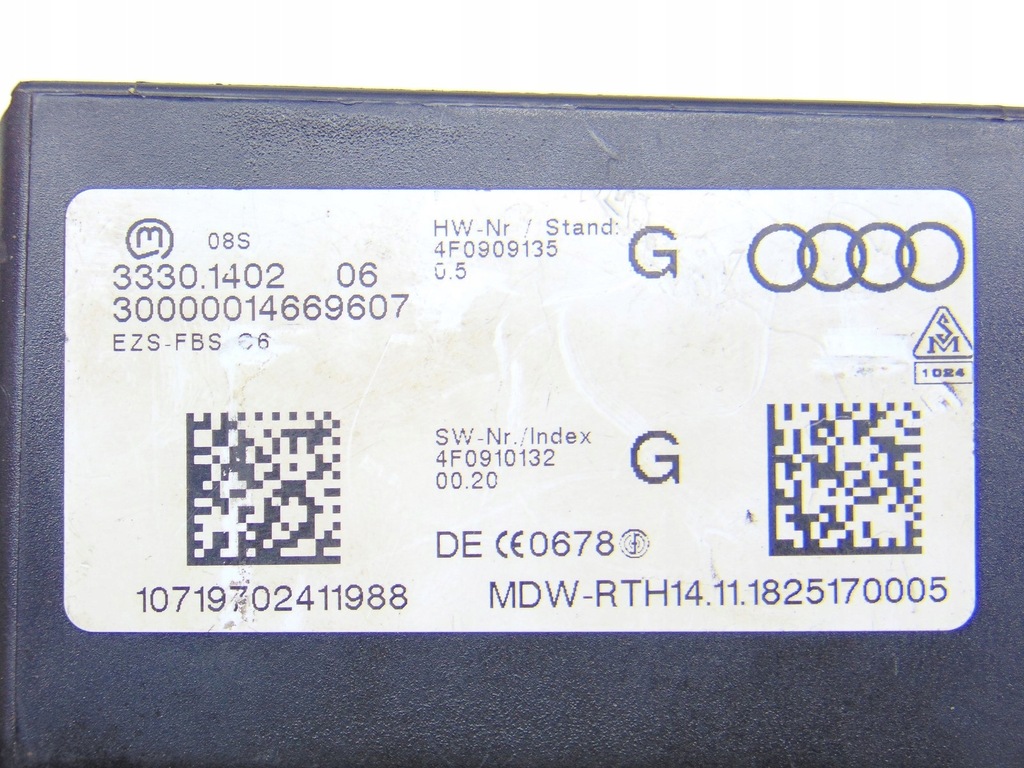 08S
3330.1402 06
30000014669607
EZS-FBS C6
HW-Nr / Stand:
4F0909135 G
0.5
SM
1024
SW-Nr./Index
4F0910132 G
00.20
DE CE0678
10719702411988
MDW-RTH14.11.1825170005